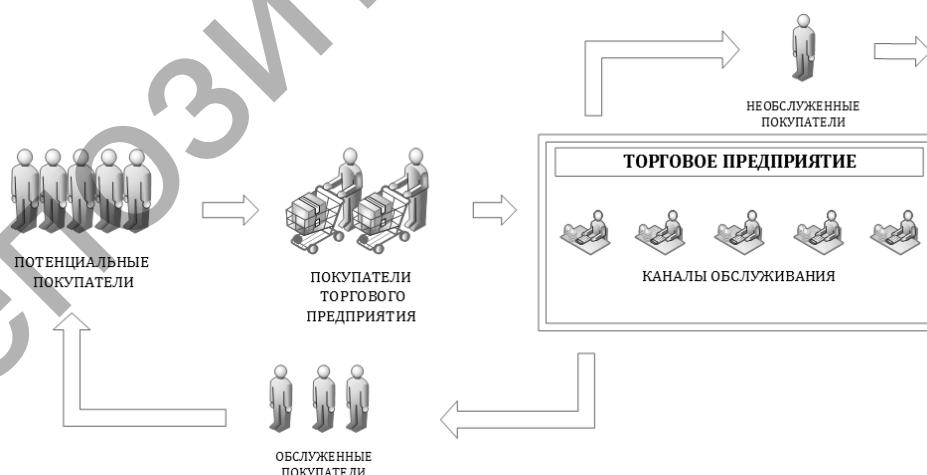 НЕОБСЛУЖЕННЫЕ
ПОКУПАТЕЛИ
ТОРГОВОЕ ПРЕДПРИЯТИЕ
ПОТЕНЦИАЛЬНЫЕ
ПОКУПАТЕЛИ
ПОКУПАТЕЛИ
ТОРГОВОГО
ПРЕДПРИЯТИЯ
КАНАЛЫ ОБСЛУЖИВАНИЯ
ОБСЛУЖЕННЫЕ
ПОКУПАТЕЛИ